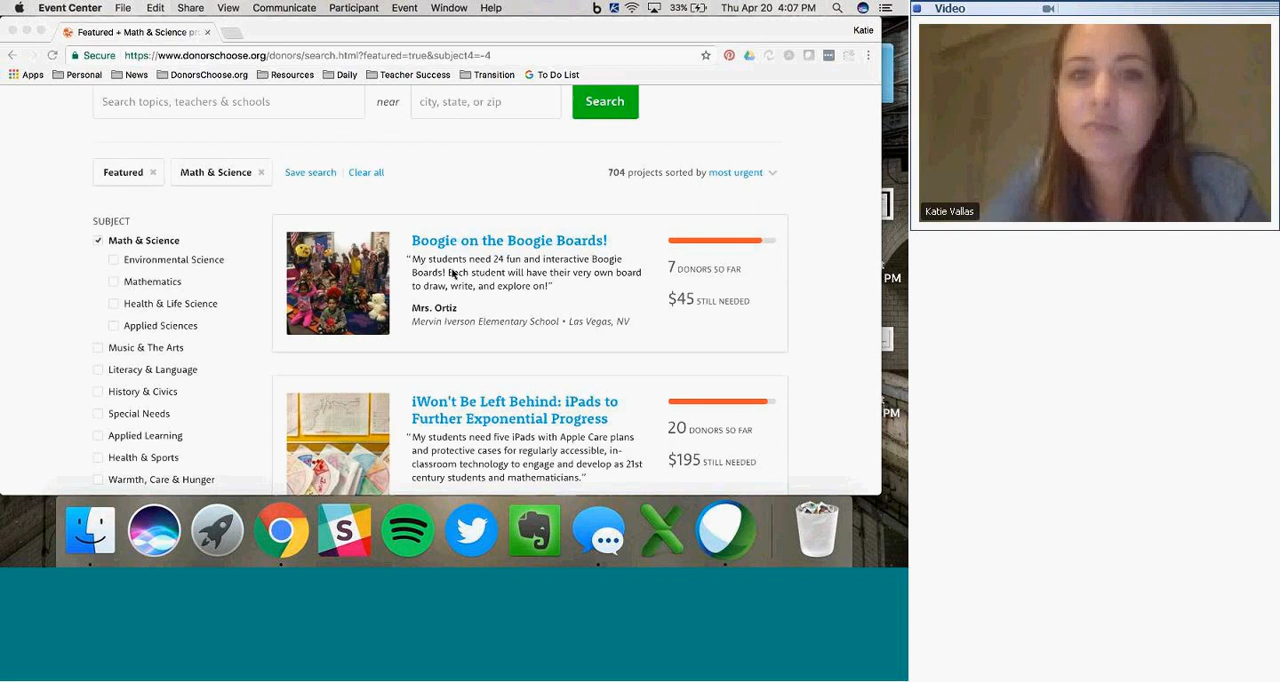 Event Center File Edit Share View Communicate Participant Event Window Help 33% Thu Apr 20 4:07 PM
Featured + Math & Science pr
Katie
Secure https://www.donorschoose.org/donors/search.html?featured=true&subject4=-4
Apps Personal News DonorsChoose.org Resources Daily Teacher Success Transition To Do List
Search topics, teachers & schools near city, state, or zip Search
Featured Math & Science Save search Clear all 704 projects sorted by most urgent
SUBJECT
Math & Science
Environmental Science
Mathematics
Health & Life Science
Applied Sciences
Music & The Arts
Literacy & Language
History & Civics
Special Needs
Applied Learning
Health & Sports
Warmth, Care & Hunger
Boogie on the Boogie Boards!
"My students need 24 fun and interactive Boogie
Boards! Each student will have their very own board
to draw, write, and explore on!"
Mrs. Ortiz
Mervin Iverson Elementary School • Las Vegas, NV
7 DONORS SO FAR
$45 STILL NEEDED
iWon't Be Left Behind: iPads to
Further Exponential Progress
"My students need five iPads with Apple Care plans
and protective cases for regularly accessible, in-
classroom technology to engage and develop as 21st
century students and mathematicians."
20 DONORS SO FAR
$195 STILL NEEDED
PM
PM
Video
Katie Vallas